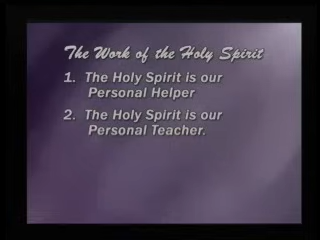 The Work of the Holy Spirit
1. The Holy Spirit is our
Personal Helper
2. The Holy Spirit is our
Personal Teacher.